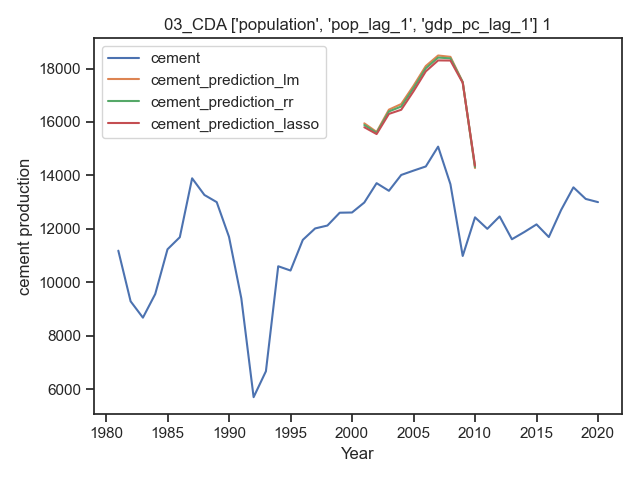 03_CDA ['population', 'pop_lag_1', 'gdp_pc_lag_1'] 1
cement
cement_prediction_lm
cement_prediction_rr
cement_prediction_lasso
18000
16000
14000
12000
10000
8000
6000
cement production
1980
1985
1990
1995
2000
2005
2010
2015
2020
Year